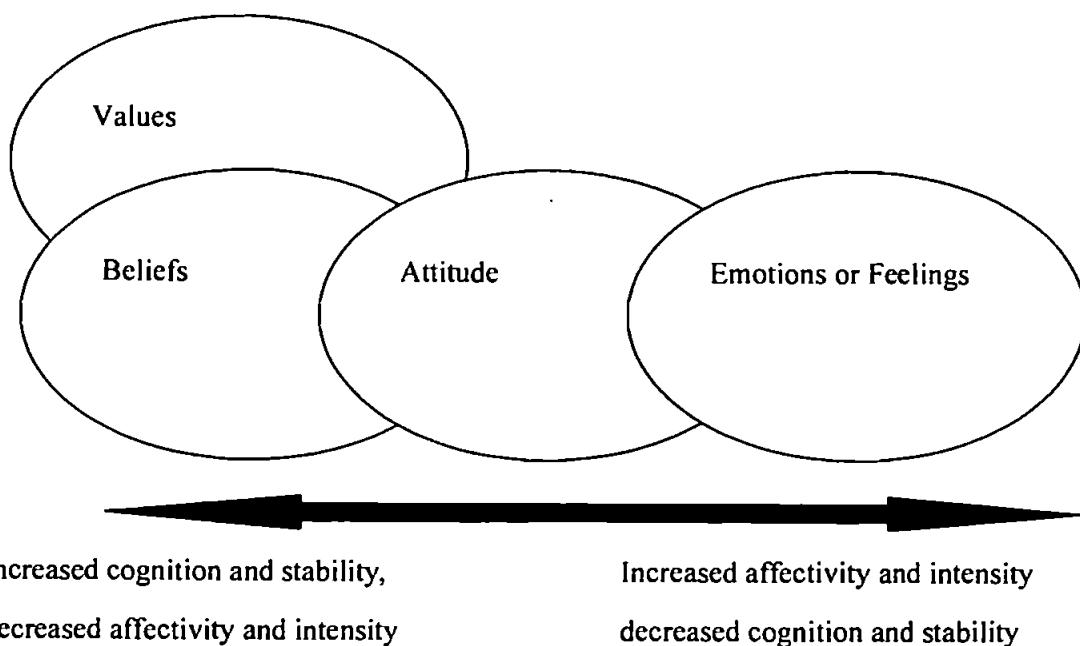 Values
Beliefs
Attitude
Emotions or Feelings
ncreased cognition and stability,
Increased affectivity and intensity
ecreased affectivity and intensity
decreased cognition and stability